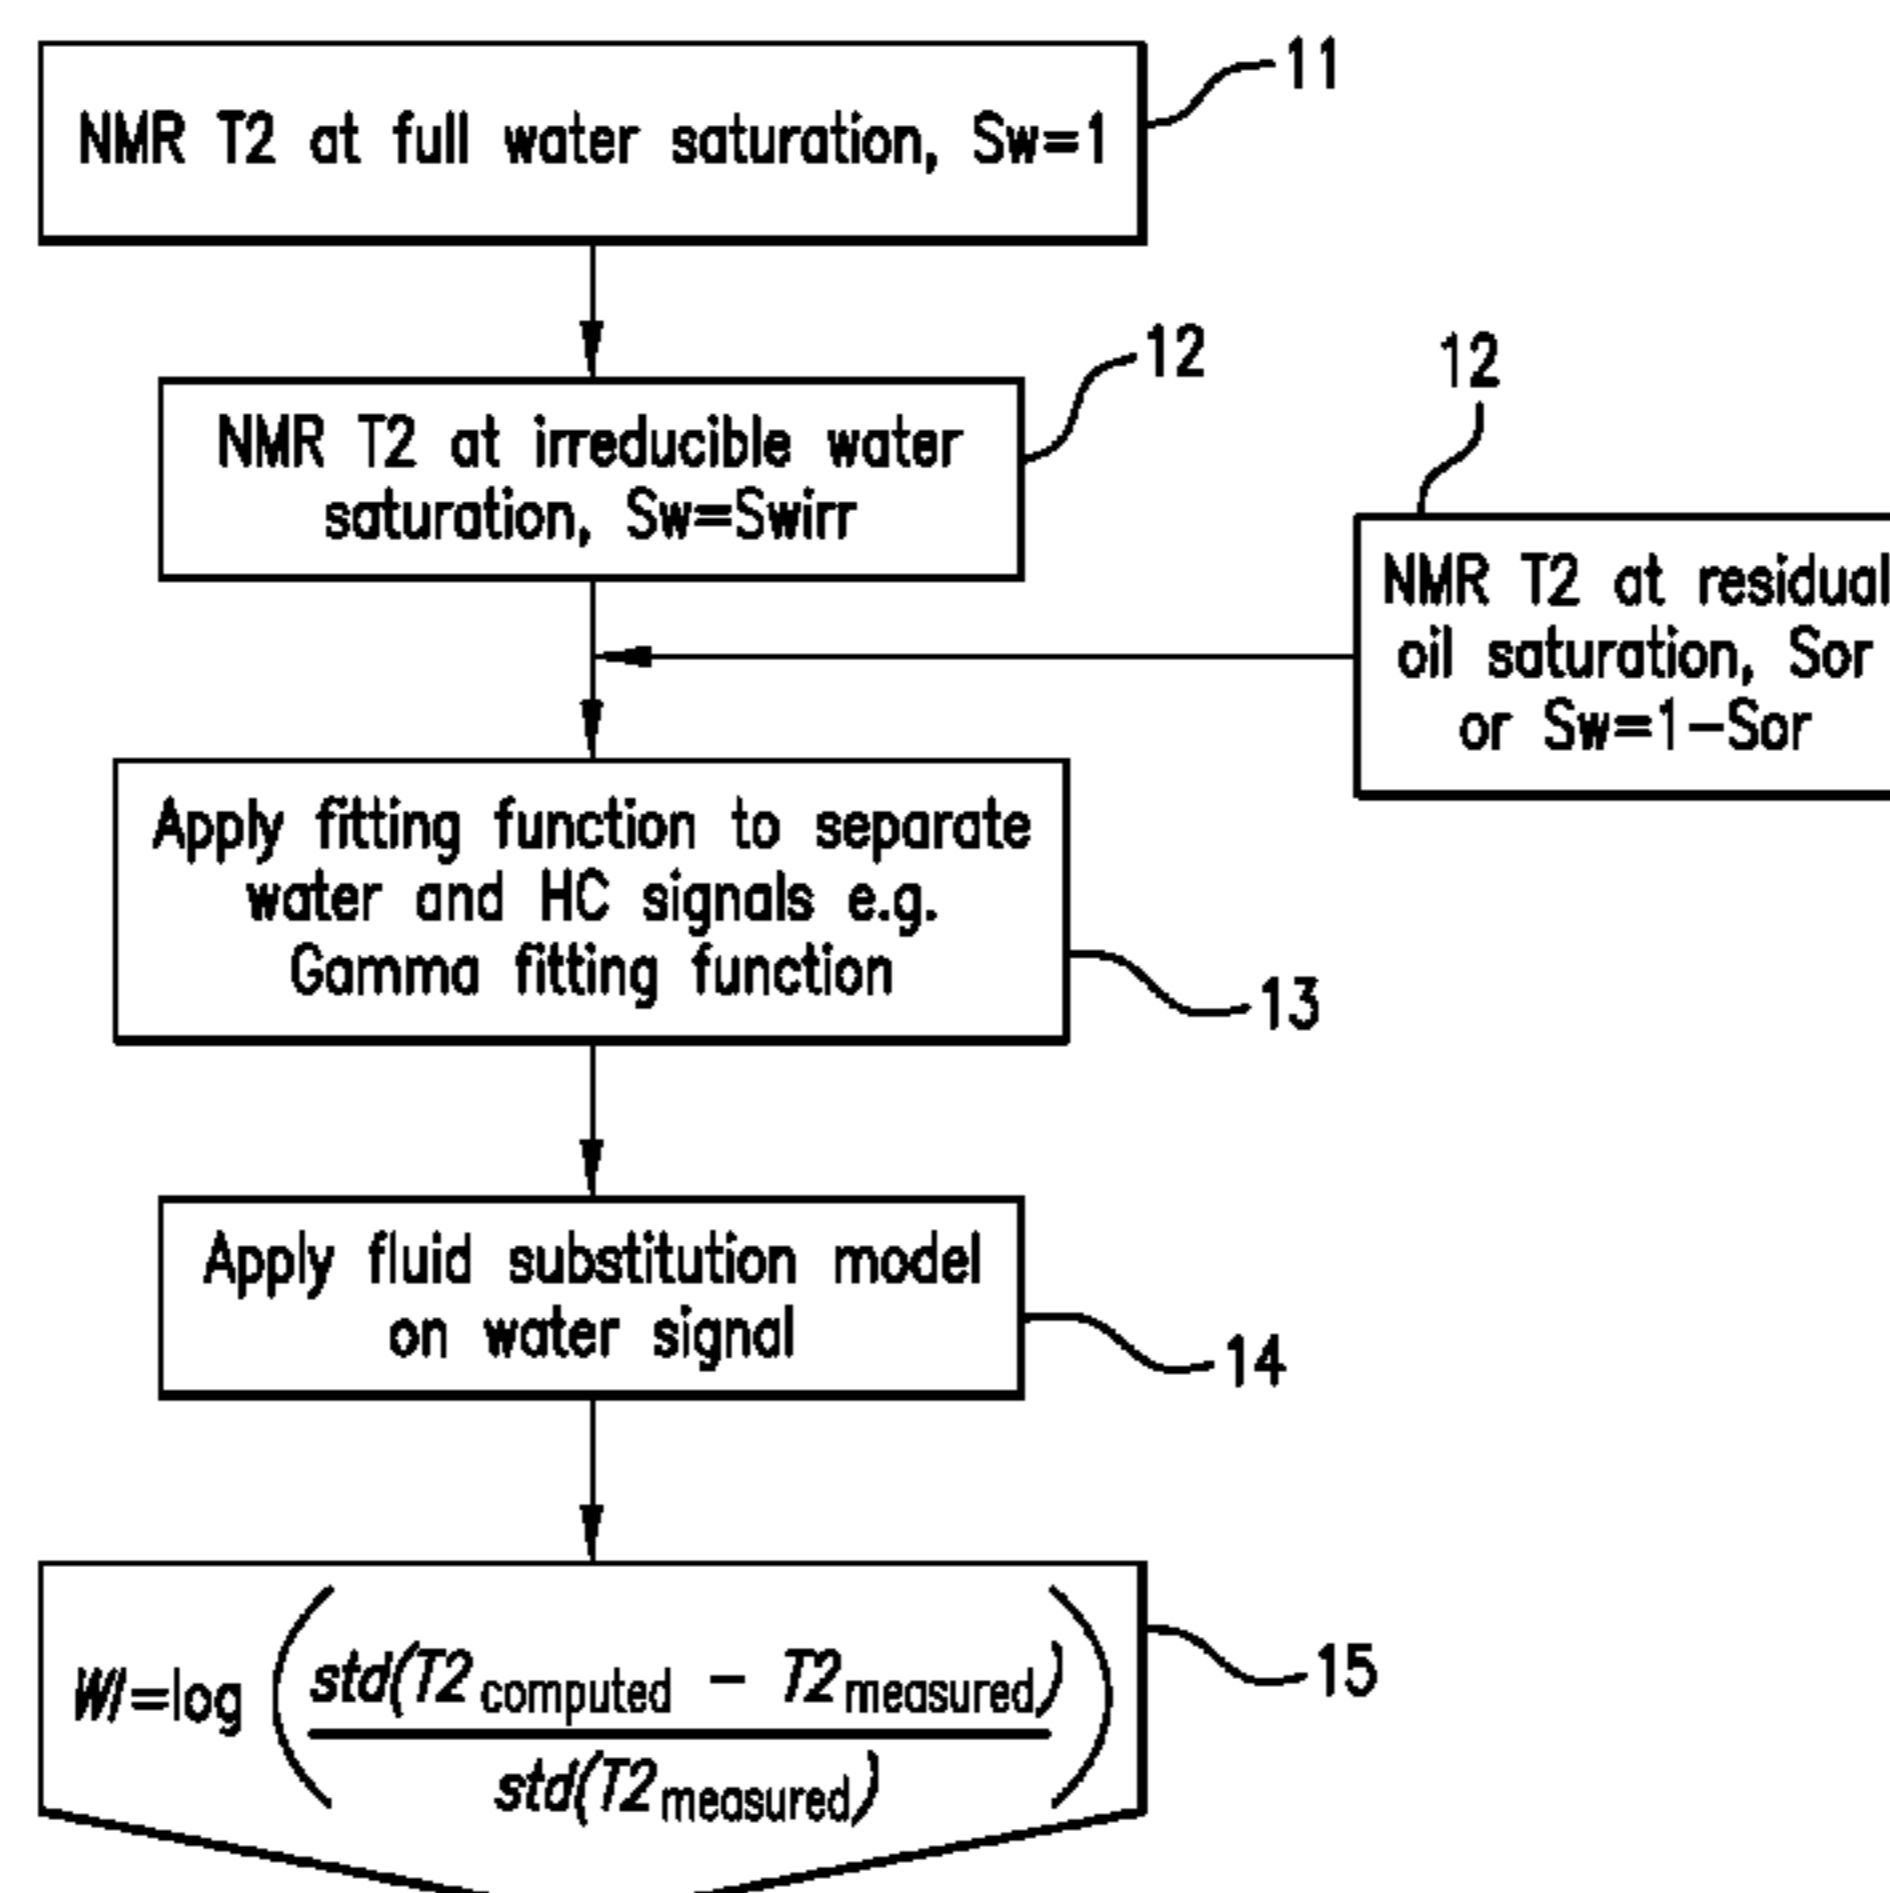 NMR T2 at full water saturation, Sw=1
11
NMR T2 at irreducible water
saturation, Sw=Swirr
12
12
NMR T2 at residual
oil saturation, Sor
or Sw=1-Sor
Apply fitting function to separate
water and HC signals e.g.
Gamma fitting function
13
Apply fluid substitution model
on water signal
14
WI=log (std(T2computed - T2measured) / std(T2measured))
15